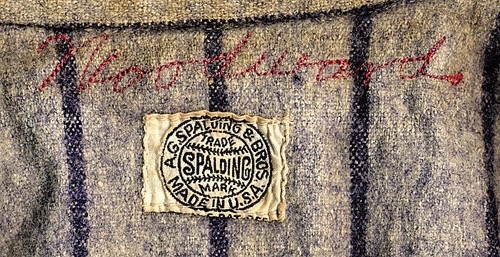 Woodward
A.G. SPALDING & BROS.
TRADE
SPALDING
MARK
MADE IN U.S.A.